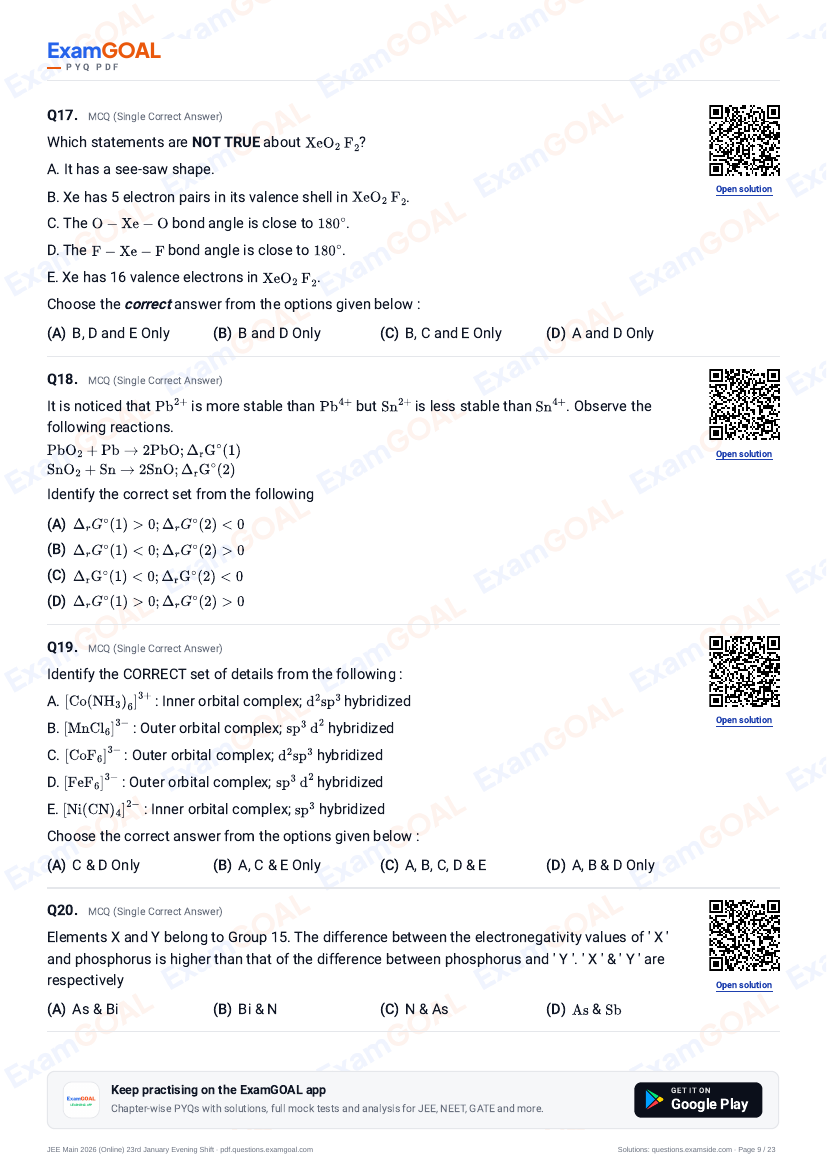 ExamGOAL
PYQ PDF
Q17. MCQ (Single Correct Answer)
Which statements are NOT TRUE about XeO₂ F₂?
A. It has a see-saw shape.
Open solution
B. Xe has 5 electron pairs in its valence shell in XeO₂ F₂.
C. The O − Xe − O bond angle is close to 180°.
D. The F − Xe − F bond angle is close to 180°.
E. Xe has 16 valence electrons in XeO₂ F₂.
Choose the correct answer from the options given below :
(A) B, D and E Only (B) B and D Only (C) B, C and E Only (D) A and D Only
Q18. MCQ (Single Correct Answer)
It is noticed that Pb²⁺ is more stable than Pb⁴⁺ but Sn²⁺ is less stable than Sn⁴⁺. Observe the
following reactions.
PbO₂ + Pb → 2PbO; ΔᵣG°(1)
Open solution
SnO₂ + Sn → 2SnO; ΔᵣG°(2)
Identify the correct set from the following
(A) ΔᵣG°(1) > 0; ΔᵣG°(2) < 0
(B) ΔᵣG°(1) < 0; ΔᵣG°(2) > 0
(C) ΔᵣG°(1) < 0; ΔᵣG°(2) < 0
(D) ΔᵣG°(1) > 0; ΔᵣG°(2) > 0
Q19. MCQ (Single Correct Answer)
Identify the CORRECT set of details from the following :
A. [Co(NH₃)₆]³⁺ : Inner orbital complex; d²sp³ hybridized
Open solution
B. [MnCl₆]³⁻ : Outer orbital complex; sp³ d² hybridized
C. [CoF₆]³⁻ : Outer orbital complex; d²sp³ hybridized
D. [FeF₆]³⁻ : Outer orbital complex; sp³ d² hybridized
E. [Ni(CN)₄]²⁻ : Inner orbital complex; sp³ hybridized
Choose the correct answer from the options given below :
(A) C & D Only (B) A, C & E Only (C) A, B, C, D & E (D) A, B & D Only
Q20. MCQ (Single Correct Answer)
Elements X and Y belong to Group 15. The difference between the electronegativity values of ' X '
and phosphorus is higher than that of the difference between phosphorus and ' Y '. ' X ' & ' Y ' are
respectively
Open solution
(A) As & Bi (B) Bi & N (C) N & As (D) As & Sb
Keep practising on the ExamGOAL app
Chapter-wise PYQs with solutions, full mock tests and analysis for JEE, NEET, GATE and more.
GET IT ON
Google Play
JEE Main 2026 (Online) 23rd January Evening Shift · pdf.questions.examgoal.com Solutions: questions.examside.com · Page 9 / 23